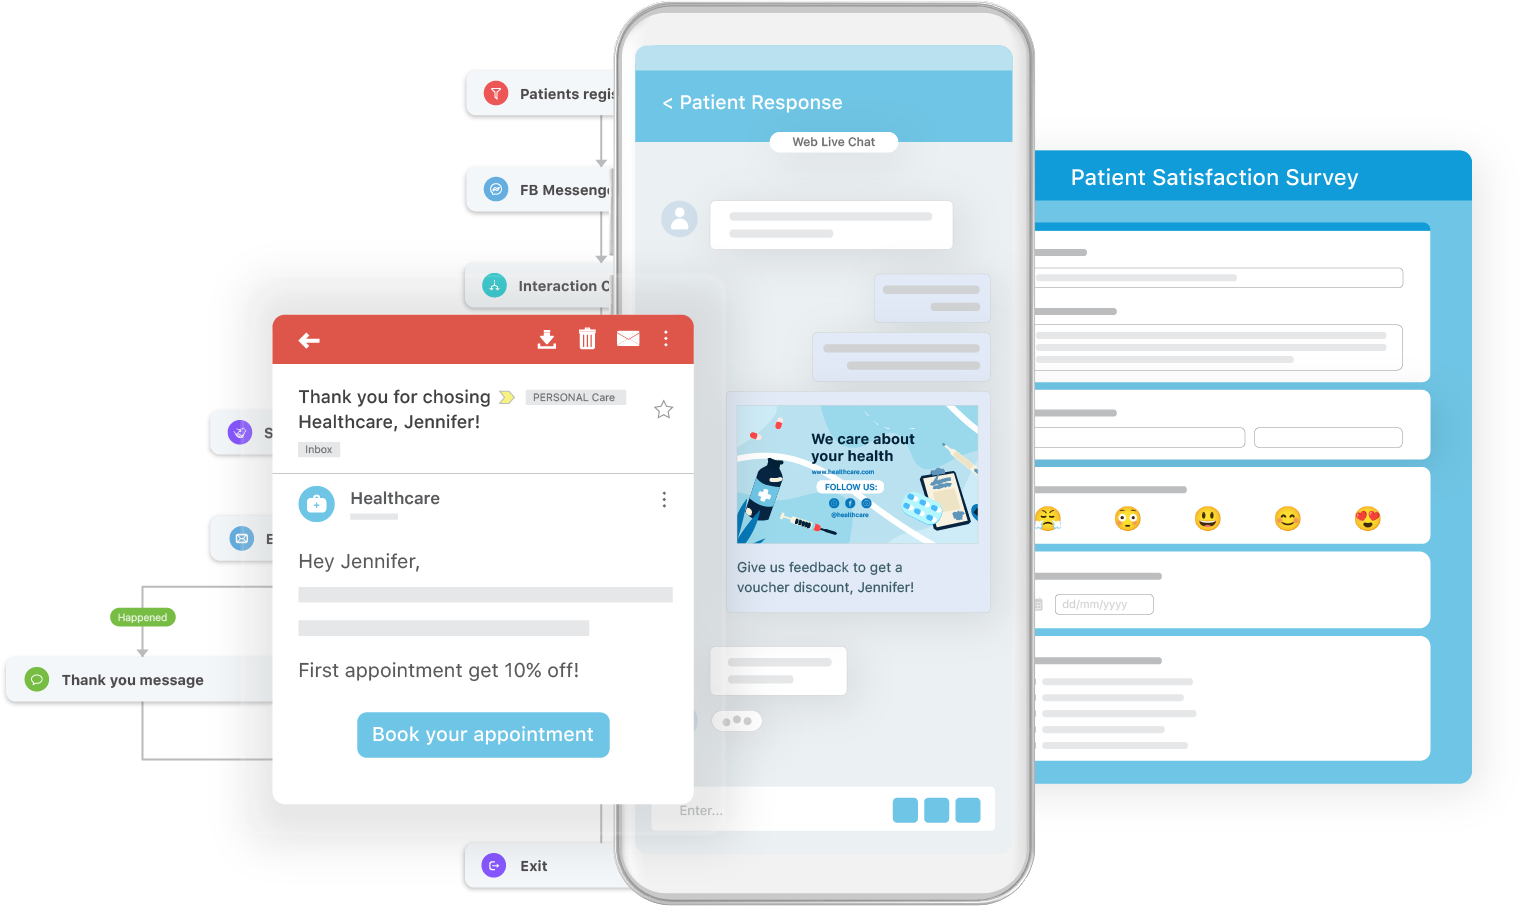 Patients regis
FB Messenge
Interaction
Happened
Thank you message
Exit
Thank you for chosing
PERSONAL Care
Healthcare, Jennifer!
Inbox
Healthcare
Hey Jennifer,
First appointment get 10% off!
Book your appointment
< Patient Response
Web Live Chat
We care about
your health
www.healthcare.com
FOLLOW US:
@healthcare
Give us feedback to get a
voucher discount, Jennifer!
Enter...
Patient Satisfaction Survey
dd/mm/yyyy